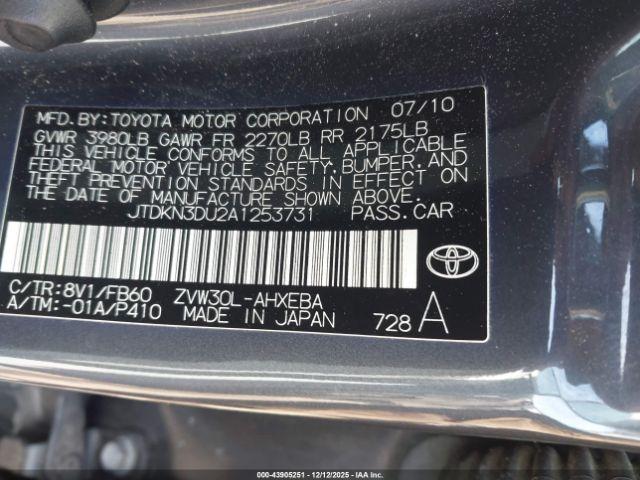 MFD. BY: TOYOTA MOTOR CORPORATION 07/10
GVWR 3980LB GAWR FR 2270LB RR 2175LB
THIS VEHICLE CONFORMS TO ALL APPLICABLE
FEDERAL MOTOR VEHICLE SAFETY, BUMPER, AND
THEFT PREVENTION STANDARDS IN EFFECT ON
THE DATE OF MANUFACTURE SHOWN ABOVE.
JTDKN3DU2A1253731 PASS. CAR
C/TR: 8V1/FB60 ZVW30L-AHXEBA
A/TM: -01A/P410 MADE IN JAPAN 728 A
000-43905251 - 12/12/2025 - IAAI, Inc.